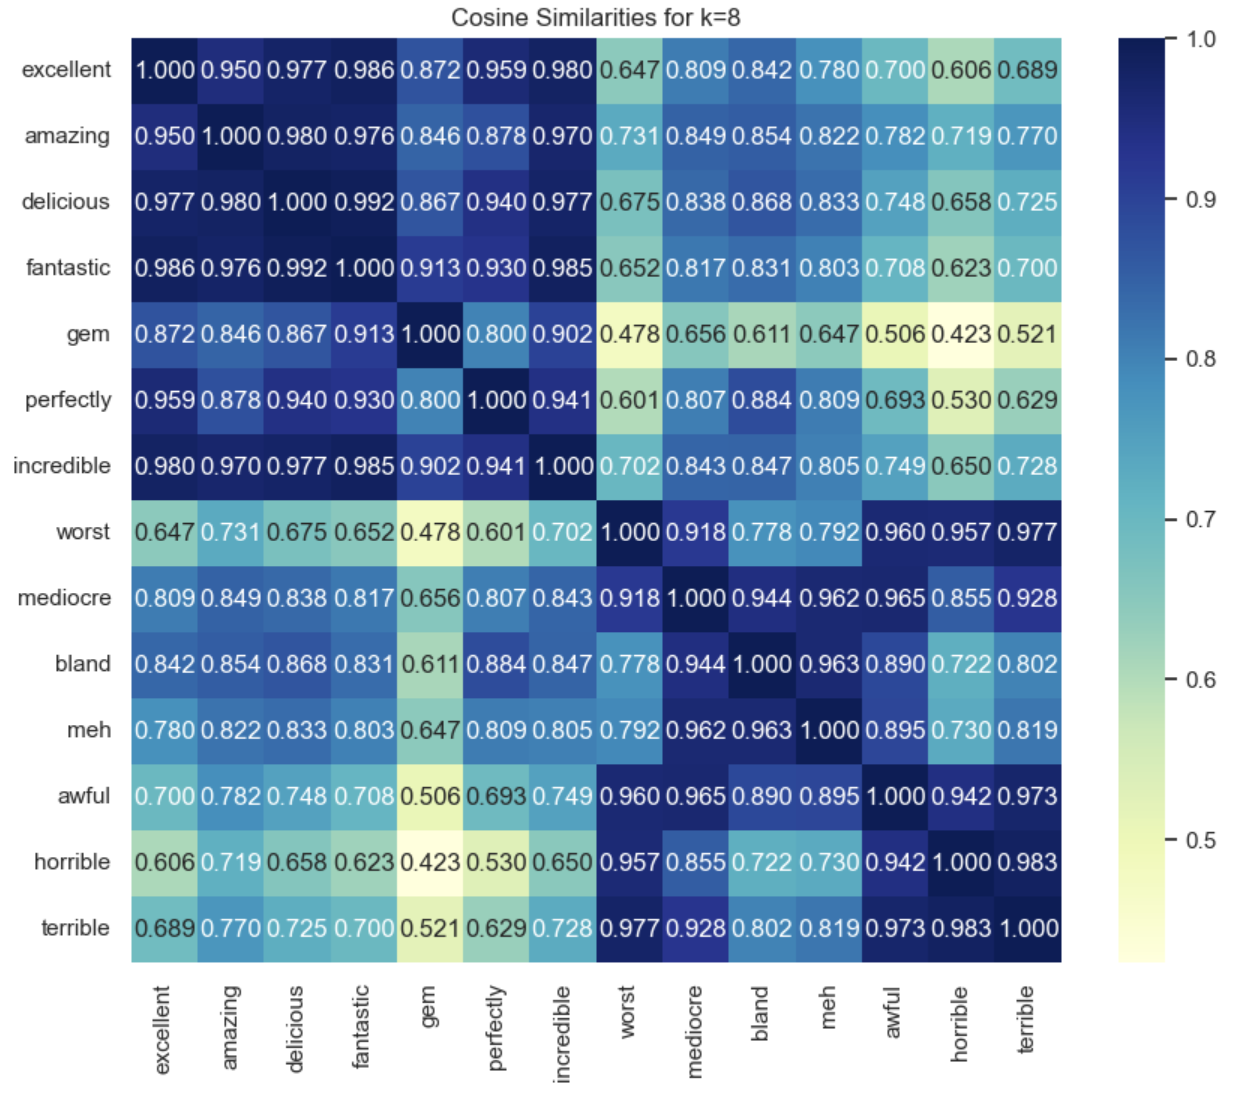 Cosine Similarities for k=8
excellent 1.000 0.950 0.977 0.986 0.872 0.959 0.980 0.647 0.809 0.842 0.780 0.700 0.606 0.689
amazing 0.950 1.000 0.980 0.976 0.846 0.878 0.970 0.731 0.849 0.854 0.822 0.782 0.719 0.770
delicious 0.977 0.980 1.000 0.992 0.867 0.940 0.977 0.675 0.838 0.868 0.833 0.748 0.658 0.725
fantastic 0.986 0.976 0.992 1.000 0.913 0.930 0.985 0.652 0.817 0.831 0.803 0.708 0.623 0.700
gem 0.872 0.846 0.867 0.913 1.000 0.800 0.902 0.478 0.656 0.611 0.647 0.506 0.423 0.521
perfectly 0.959 0.878 0.940 0.930 0.800 1.000 0.941 0.601 0.807 0.884 0.809 0.693 0.530 0.629
incredible 0.980 0.970 0.977 0.985 0.902 0.941 1.000 0.702 0.843 0.847 0.805 0.749 0.650 0.728
worst 0.647 0.731 0.675 0.652 0.478 0.601 0.702 1.000 0.918 0.778 0.792 0.960 0.957 0.977
mediocre 0.809 0.849 0.838 0.817 0.656 0.807 0.843 0.918 1.000 0.944 0.962 0.965 0.855 0.928
bland 0.842 0.854 0.868 0.831 0.611 0.884 0.847 0.778 0.944 1.000 0.963 0.890 0.722 0.802
meh 0.780 0.822 0.833 0.803 0.647 0.809 0.805 0.792 0.962 0.963 1.000 0.895 0.730 0.819
awful 0.700 0.782 0.748 0.708 0.506 0.693 0.749 0.960 0.965 0.890 0.895 1.000 0.942 0.973
horrible 0.606 0.719 0.658 0.623 0.423 0.530 0.650 0.957 0.855 0.722 0.730 0.942 1.000 0.983
terrible 0.689 0.770 0.725 0.700 0.521 0.629 0.728 0.977 0.928 0.802 0.819 0.973 0.983 1.000
excellent amazing delicious fantastic gem perfectly incredible worst mediocre bland meh awful horrible terrible
1.0
0.9
0.8
0.7
0.6
0.5